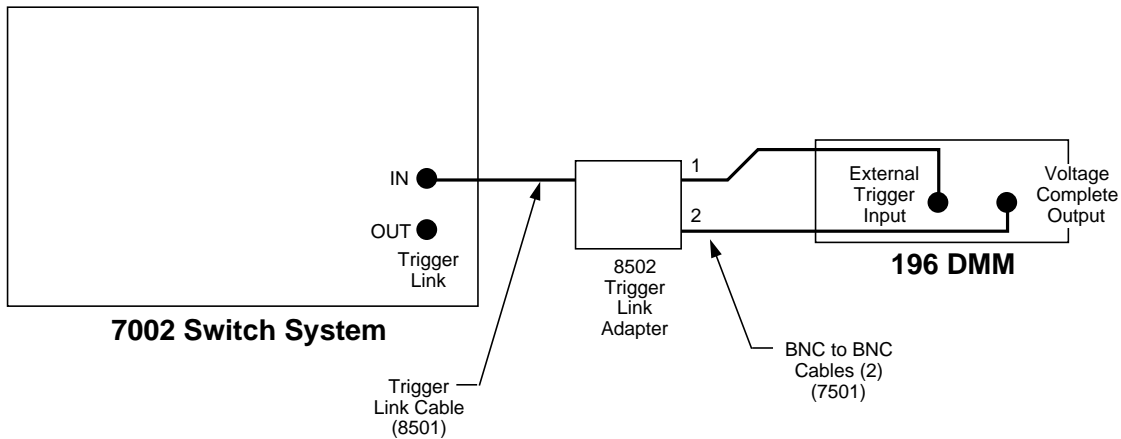 IN
OUT
Trigger
Link
7002 Switch System
Trigger
Link Cable
(8501)
1
2
8502
Trigger
Link
Adapter
BNC to BNC
Cables (2)
(7501)
External
Trigger
Input
Voltage
Complete
Output
196 DMM